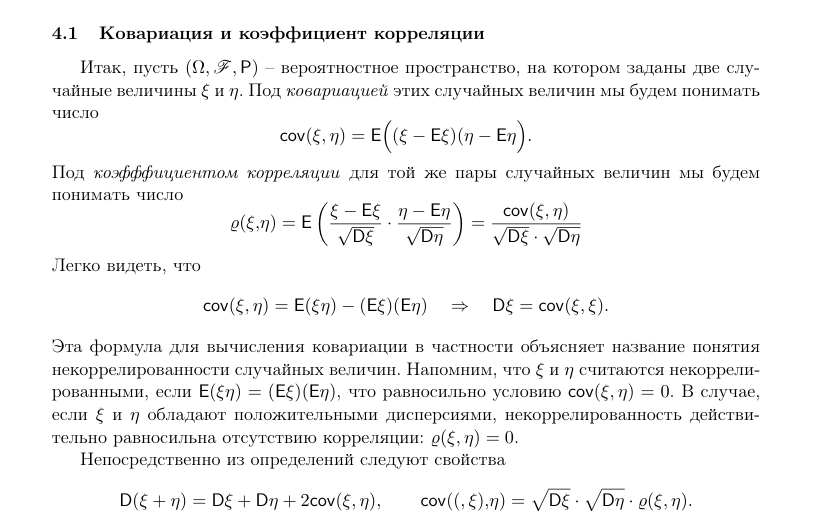 4.1 Ковариация и коэффициент корреляции
Итак, пусть (Ω, ℱ, P) – вероятностное пространство, на котором заданы две слу-
чайные величины ξ и η. Под ковариацией этих случайных величин мы будем понимать
число
cov(ξ, η) = E((ξ − Eξ)(η − Eη)).
Под коэфффициентом корреляции для той же пары случайных величин мы будем
понимать число
ϱ(ξ,η) = E ( (ξ − Eξ)/√Dξ · (η − Eη)/√Dη ) = cov(ξ, η)/(√Dξ · √Dη)
Легко видеть, что
cov(ξ, η) = E(ξη) − (Eξ)(Eη) ⇒ Dξ = cov(ξ, ξ).
Эта формула для вычисления ковариации в частности объясняет название понятия
некоррелированности случайных величин. Напомним, что ξ и η считаются некоррели-
рованными, если E(ξη) = (Eξ)(Eη), что равносильно условию cov(ξ, η) = 0. В случае,
если ξ и η обладают положительными дисперсиями, некоррелированность действи-
тельно равносильна отсутствию корреляции: ϱ(ξ, η) = 0.
Непосредственно из определений следуют свойства
D(ξ + η) = Dξ + Dη + 2cov(ξ, η), cov((, ξ),η) = √Dξ · √Dη · ϱ(ξ, η).